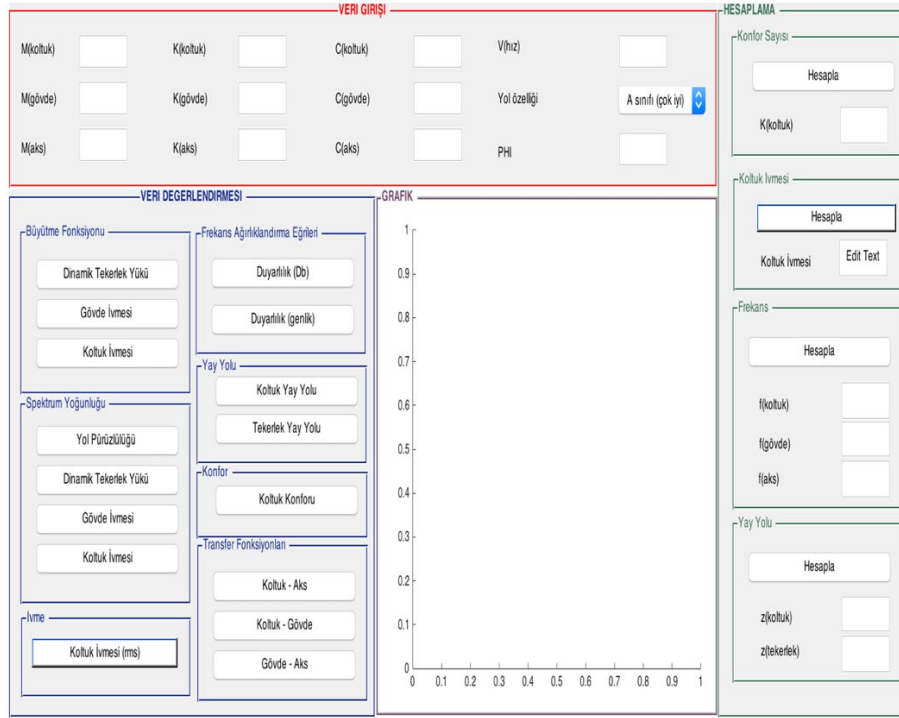 VERI GIRIŞI
M(koltuk) K(koltuk) C(koltuk) V(hız)
M(gövde) K(gövde) C(gövde) Yol özelliği A sınıfı (çok iyi)
M(aks) K(aks) C(aks) PHI
HESAPLAMA
Konfor Sayısı
Hesapla
K(koltuk)
Koltuk Ivmesi
Hesapla
Koltuk İvmesi Edit Text
Frekans
Hesapla
f(koltuk)
f(gövde)
f(aks)
Yay Yolu
Hesapla
z(koltuk)
z(tekerlek)
VERI DEGERLENDIRMESI
Büyütme Fonksiyonu
Dinamik Tekerlek Yükü
Gövde İvmesi
Koltuk İvmesi
Spektrum Yoğunluğu
Yol Pürüzlülüğü
Dinamik Tekerlek Yükü
Gövde İvmesi
Koltuk İvmesi
Ivme
Koltuk İvmesi (rms)
Frekans Ağırlıklandırma Eğrileri
Duyarlılık (Db)
Duyarlılık (genlik)
Yay Yolu
Koltuk Yay Yolu
Tekerlek Yay Yolu
Konfor
Koltuk Konforu
Transfer Fonksiyonları
Koltuk - Aks
Koltuk - Gövde
Gövde - Aks
GRAFIK
1
0.9
0.8
0.7
0.6
0.5
0.4
0.3
0.2
0.1
0
0 0.1 0.2 0.3 0.4 0.5 0.6 0.7 0.8 0.9 1